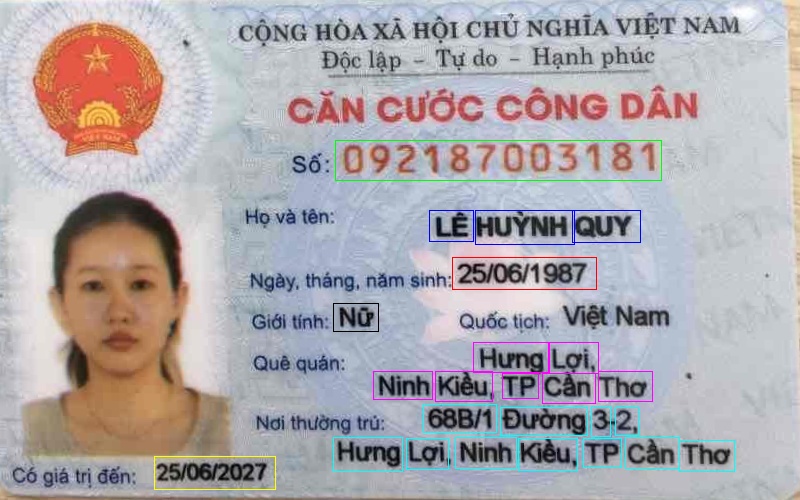 CỘNG HÒA XÃ HỘI CHỦ NGHĨA VIỆT NAM
Độc lập - Tự do - Hạnh phúc
CĂN CƯỚC CÔNG DÂN
Số: 092187003181
Họ và tên: LÊ HUỲNH QUY
Ngày, tháng, năm sinh: 25/06/1987
Giới tính: Nữ Quốc tịch: Việt Nam
Quê quán: Hưng Lợi,
Ninh Kiều, TP Cần Thơ
Nơi thường trú: 68B/1 Đường 3-2,
Hưng Lợi, Ninh Kiều, TP Cần Thơ
Có giá trị đến: 25/06/2027